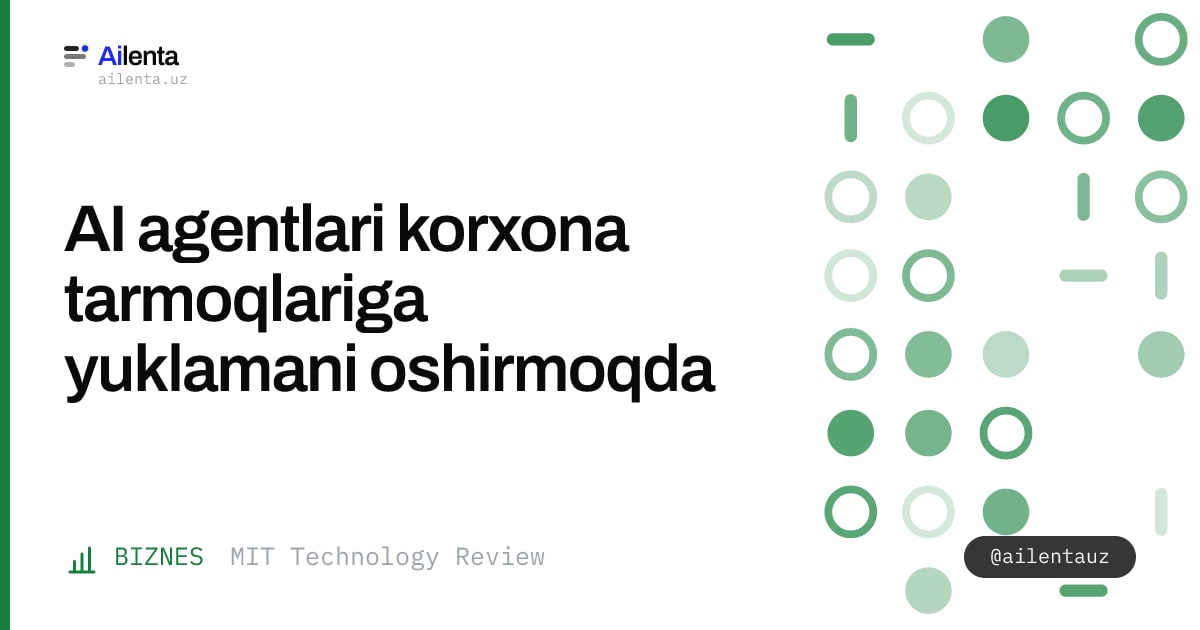 Ailenta
ailenta.uz
AI agentlari korxona
tarmoqlariga
yuklamani oshirmoqda
BIZNES MIT Technology Review
@ailentauz